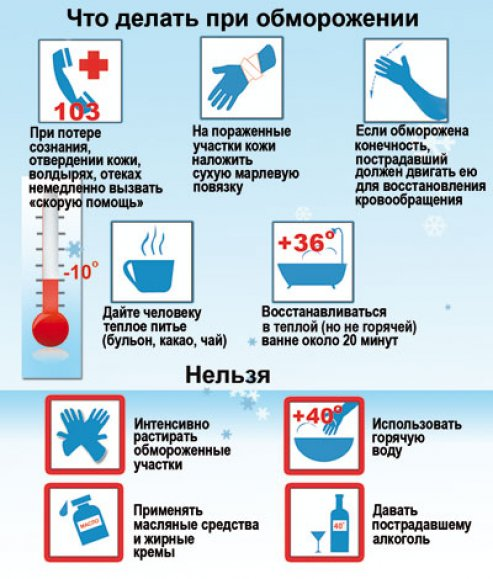 Что делать при обморожении
103
При потере
сознания,
отвердении кожи,
волдырях, отеках
немедленно вызвать
«скорую помощь»
На пораженные
участки кожи
наложить
сухую марлевую
повязку
Если обморожена
конечность,
пострадавший
должен двигать ею
для восстановления
кровообращения
-10°
Дайте человеку
теплое питье
(бульон, какао, чай)
+36°
Восстанавливаться
в теплой (но не горячей)
ванне около 20 минут
Нельзя
Интенсивно
растирать
обмороженные
участки
+40°
Использовать
горячую
воду
МАСЛО
Применять
масляные средства
и жирные
кремы
40°
Давать
пострадавшему
алкоголь